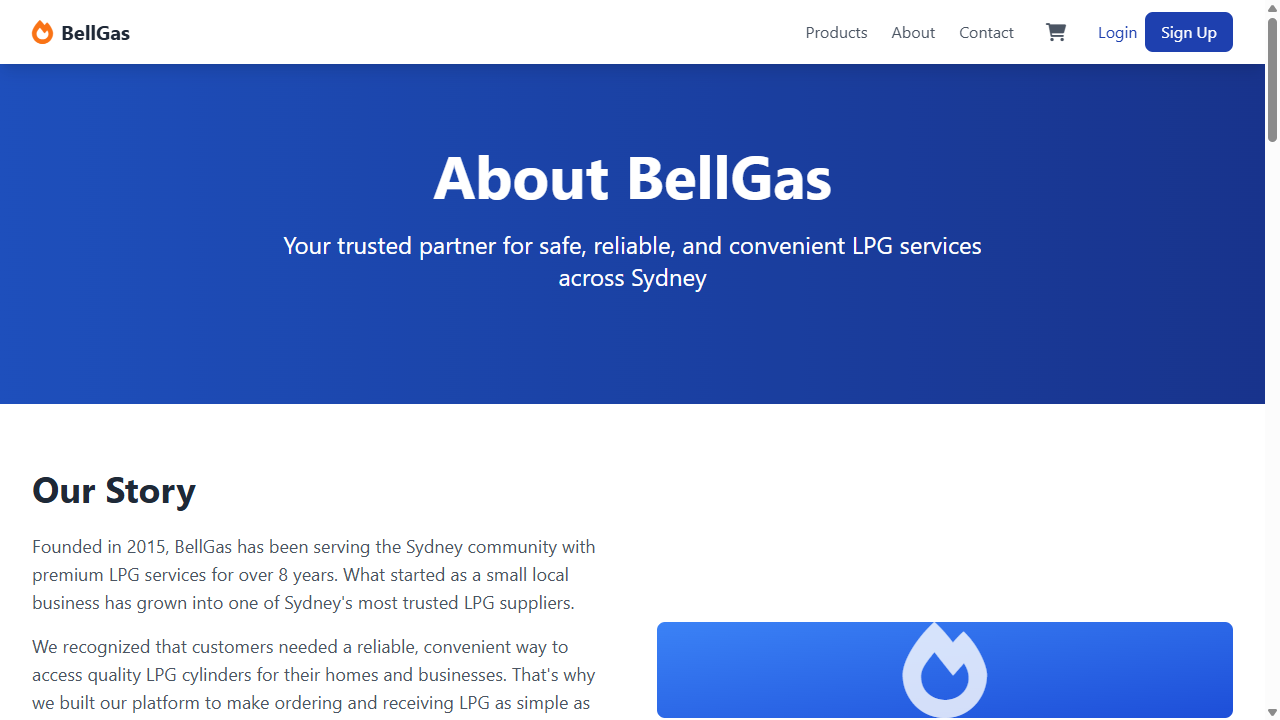 BellGas
Products
About
Contact
Login
Sign Up
About BellGas
Your trusted partner for safe, reliable, and convenient LPG services
across Sydney
Our Story
Founded in 2015, BellGas has been serving the Sydney community with
premium LPG services for over 8 years. What started as a small local
business has grown into one of Sydney's most trusted LPG suppliers.
We recognized that customers needed a reliable, convenient way to
access quality LPG cylinders for their homes and businesses. That's why
we built our platform to make ordering and receiving LPG as simple as